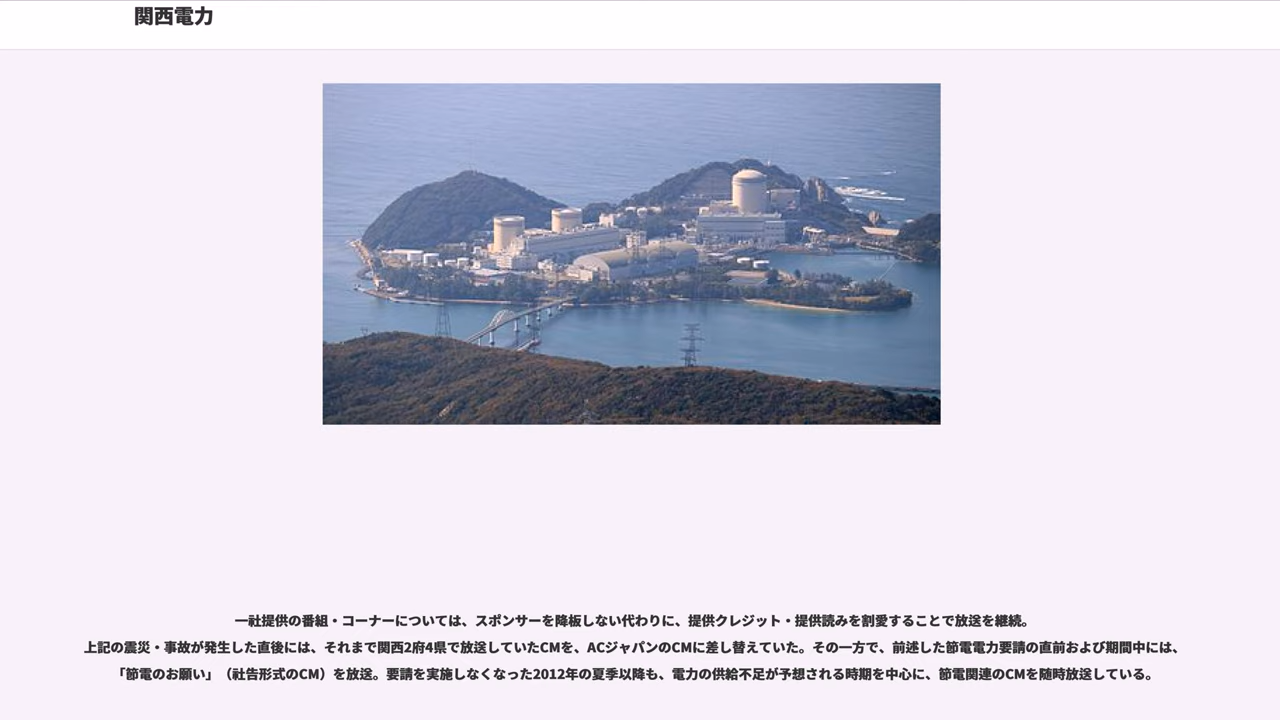 関西電力
一社提供の番組・コーナーについては、スポンサーを降板しない代わりに、提供クレジット・提供読みを割愛することで放送を継続。
上記の震災・事故が発生した直後には、それまで関西2府4県で放送していたCMを、ACジャパンのCMに差し替えていた。その一方で、前述した節電電力要請の直前および期間中には、
「節電のお願い」（社告形式のCM）を放送。要請を実施しなくなった2012年の夏季以降も、電力の供給不足が予想される時期を中心に、節電関連のCMを随時放送している。